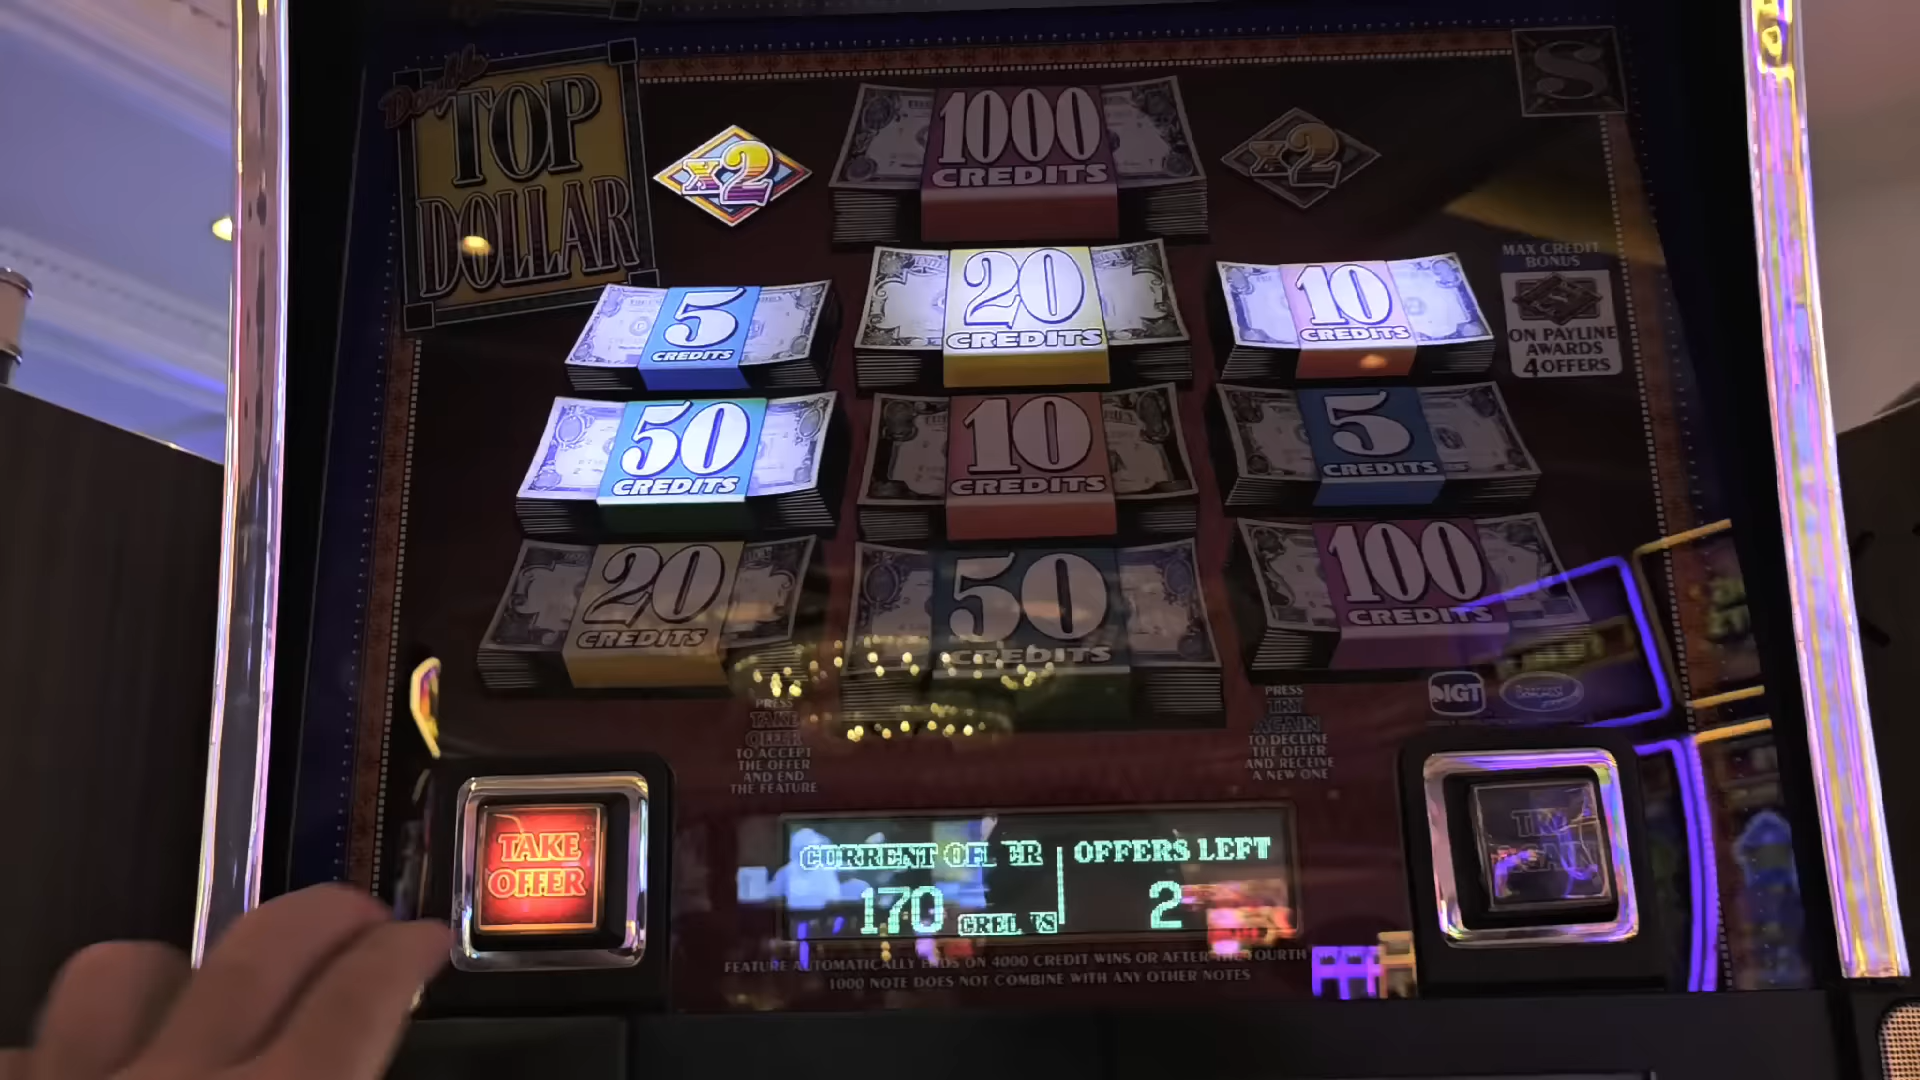 Double
TOP
DOLLAR
S
x2
1000
CREDITS
x2
5
CREDITS
20
CREDITS
10
CREDITS
MAX CREDIT
BONUS
ON PAYLINE
AWARDS
4 OFFERS
50
CREDITS
10
CREDITS
5
CREDITS
20
CREDITS
50
CREDITS
100
CREDITS
PRESS
TAKE
OFFER
TO ACCEPT
THE OFFER
AND END
THE FEATURE
PRESS
TRY
AGAIN
TO DECLINE
THE OFFER
AND RECEIVE
A NEW ONE
IGT
TAKE
OFFER
CURRENT OFFER
170 CREDITS
OFFERS LEFT
2
TRY
AGAIN
FEATURE AUTOMATICALLY ENDS ON 4000 CREDIT WINS OR AFTER THE FOURTH
1000 NOTE DOES NOT COMBINE WITH ANY OTHER NOTES